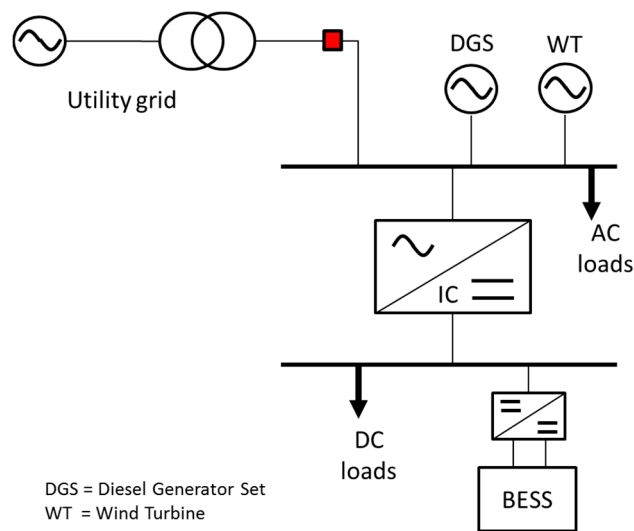 DGS
WT
Utility grid
AC
loads
IC
DC
loads
BESS
DGS = Diesel Generator Set
WT = Wind Turbine